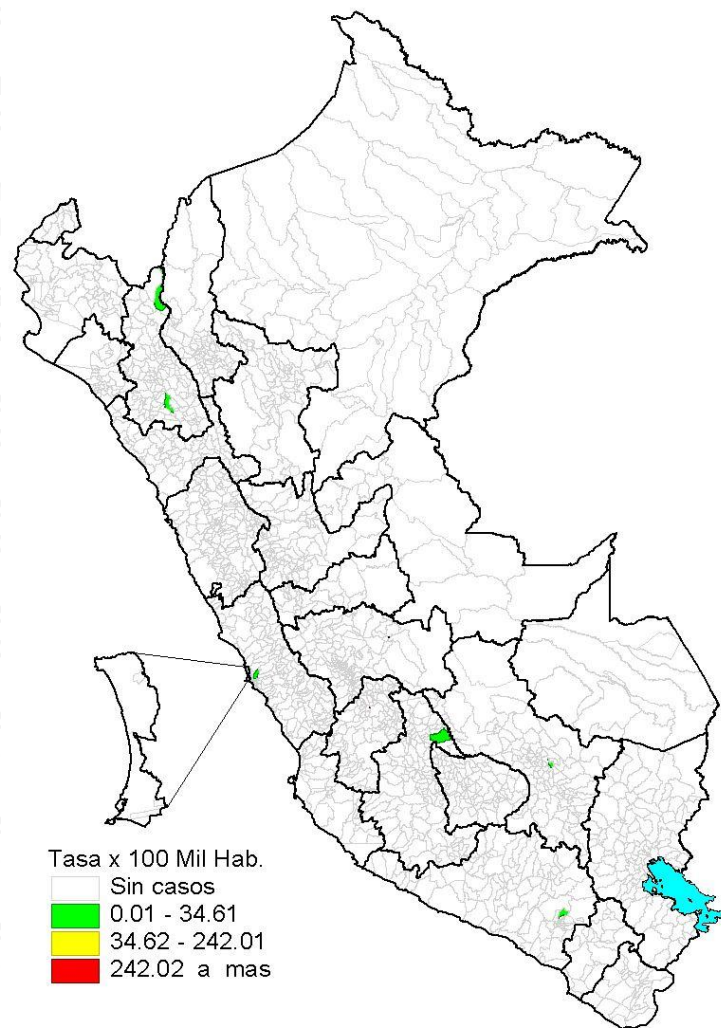 Tasa x 100 Mil Hab.
Sin casos
0.01 - 34.61
34.62 - 242.01
242.02 a mas